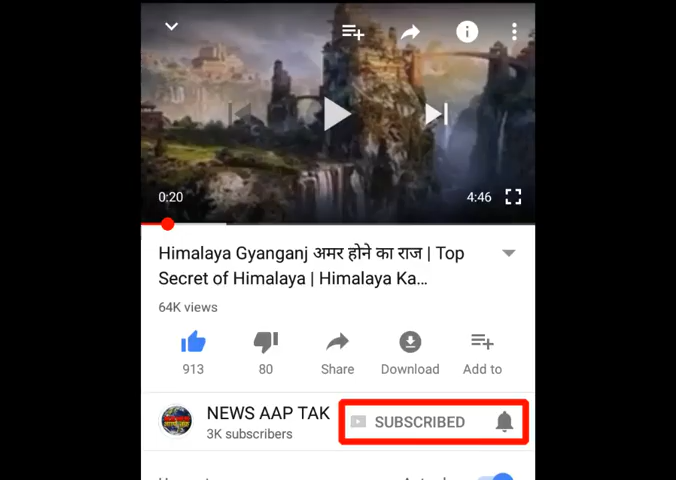 0:20
4:46
Himalaya Gyanganj अमर होने का राज | Top
Secret of Himalaya | Himalaya Ka...
64K views
913
80
Share
Download
Add to
NEWS AAP TAK
3K subscribers
SUBSCRIBED